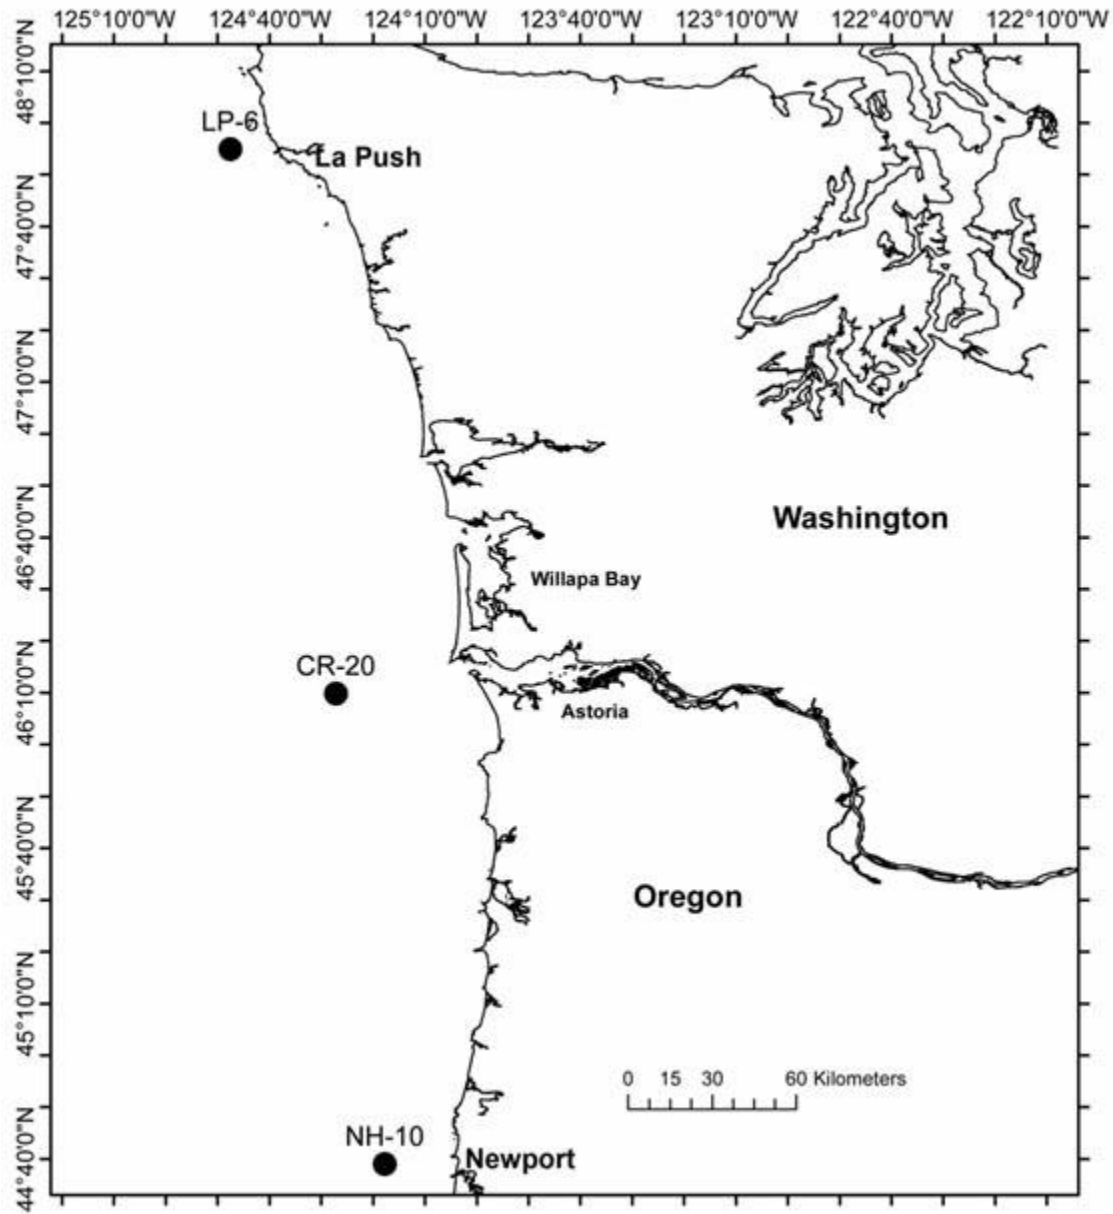 125°10'0"W 124°40'0"W 124°10'0"W 123°40'0"W 123°10'0"W 122°40'0"W 122°10'0"W
48°10'0"N
47°40'0"N
47°10'0"N
46°40'0"N
46°10'0"N
45°40'0"N
45°10'0"N
44°40'0"N
LP-6
La Push
Washington
Willapa Bay
CR-20
Astoria
Oregon
0 15 30 60 Kilometers
NH-10
Newport